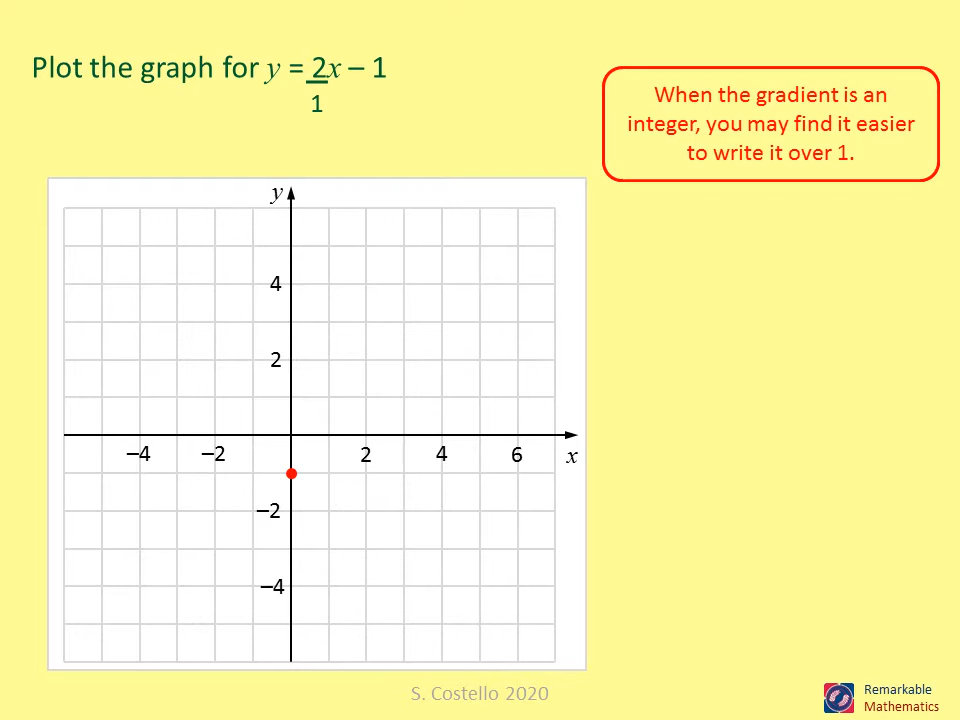 Plot the graph for y = 2x – 1
1
When the gradient is an
integer, you may find it easier
to write it over 1.
y
4
2
–4 –2 2 4 6 x
–2
–4
S. Costello 2020
Remarkable
Mathematics